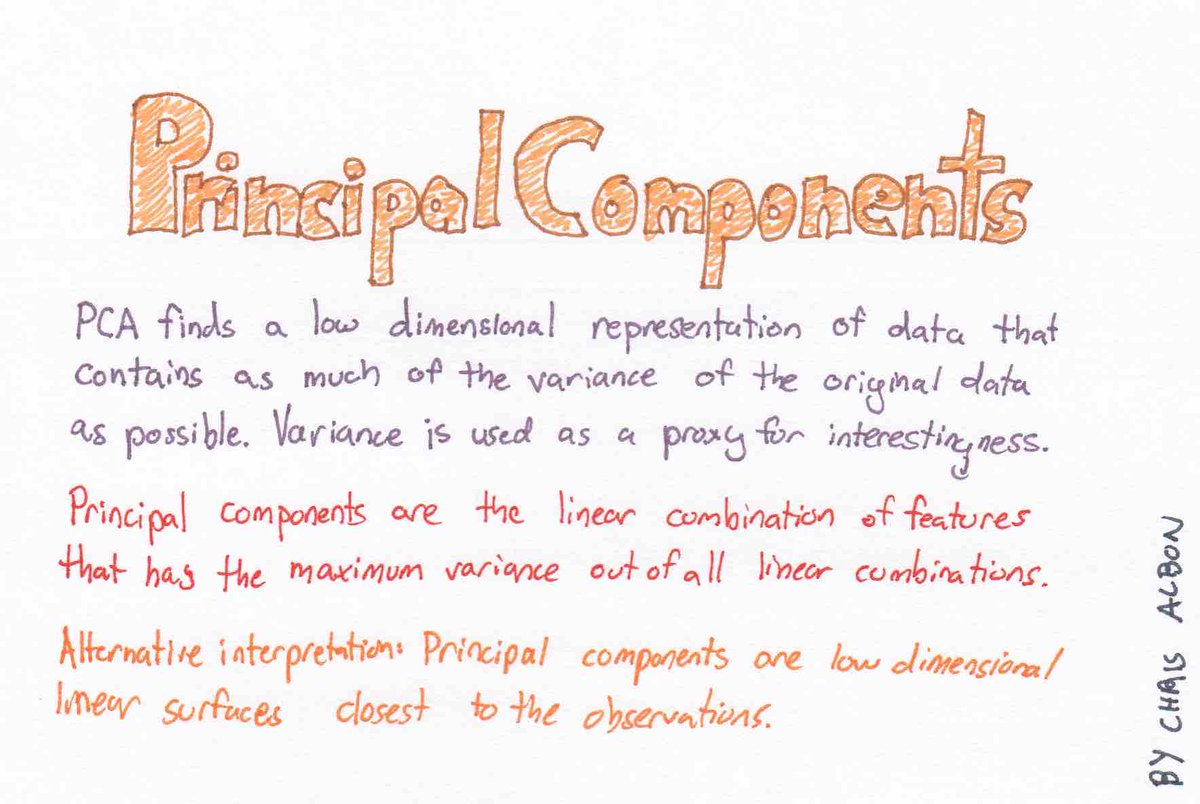 Principal Components
PCA finds a low dimensional representation of data that
contains as much of the variance of the original data
as possible. Variance is used as a proxy for interestingness.
Principal components are the linear combination of features
that has the maximum variance out of all linear combinations.
Alternative interpretation: Principal components are low dimensional
linear surfaces closest to the observations.
BY CHRIS ALBON